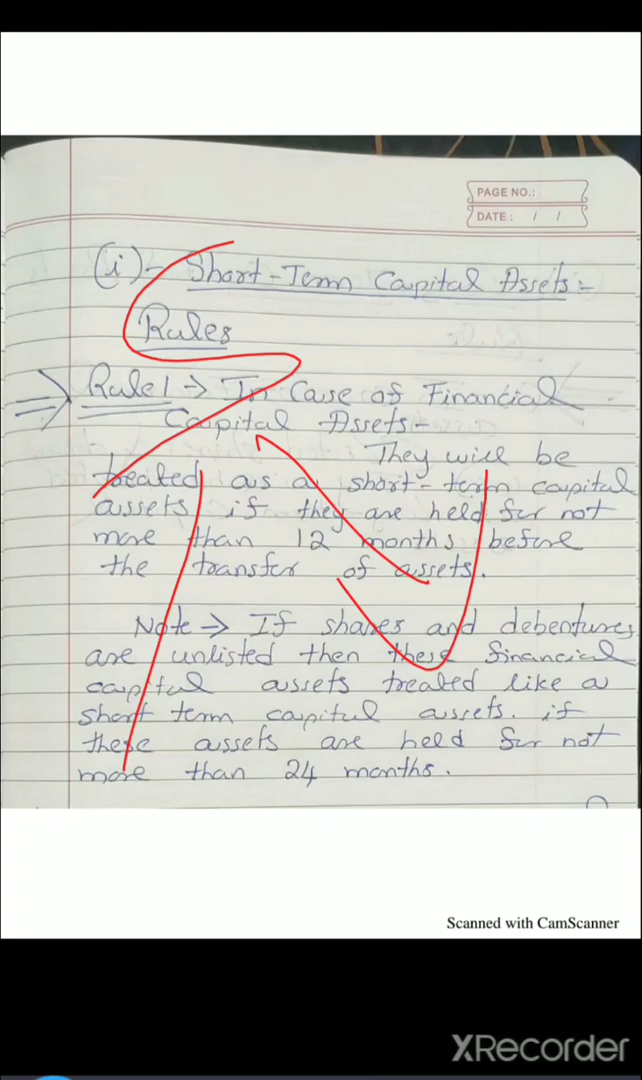 PAGE NO.:
DATE : / /
(i)- Short-Term Capital Assets:-
Rules
⇒ Rule 1 → In Case of Financial
Capital Assets-
They will be
treated as a short-term capital
assets if they are held for not
more than 12 months before
the transfer of assets.
Note → If shares and debentures
are unlisted then these financial
capital assets treated like a
short term capital assets. if
these assets are held for not
more than 24 months.
Scanned with CamScanner
XRecorder